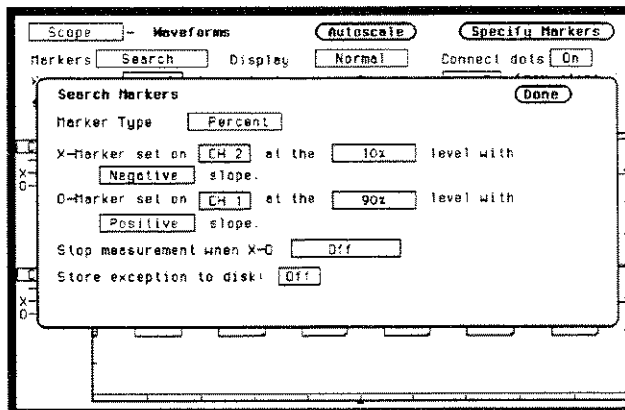 Scope - Waveforms Autoscale Specify Markers
Markers Search Display Normal Connect dots On
Search Markers Done
Marker Type Percent
X-Marker set on CH 2 at the 10% level with
Negative slope.
O-Marker set on CH 1 at the 90% level with
Positive slope.
Stop measurement when X-O Off
Store exception to disk: Off
X-
O-
X-
O-